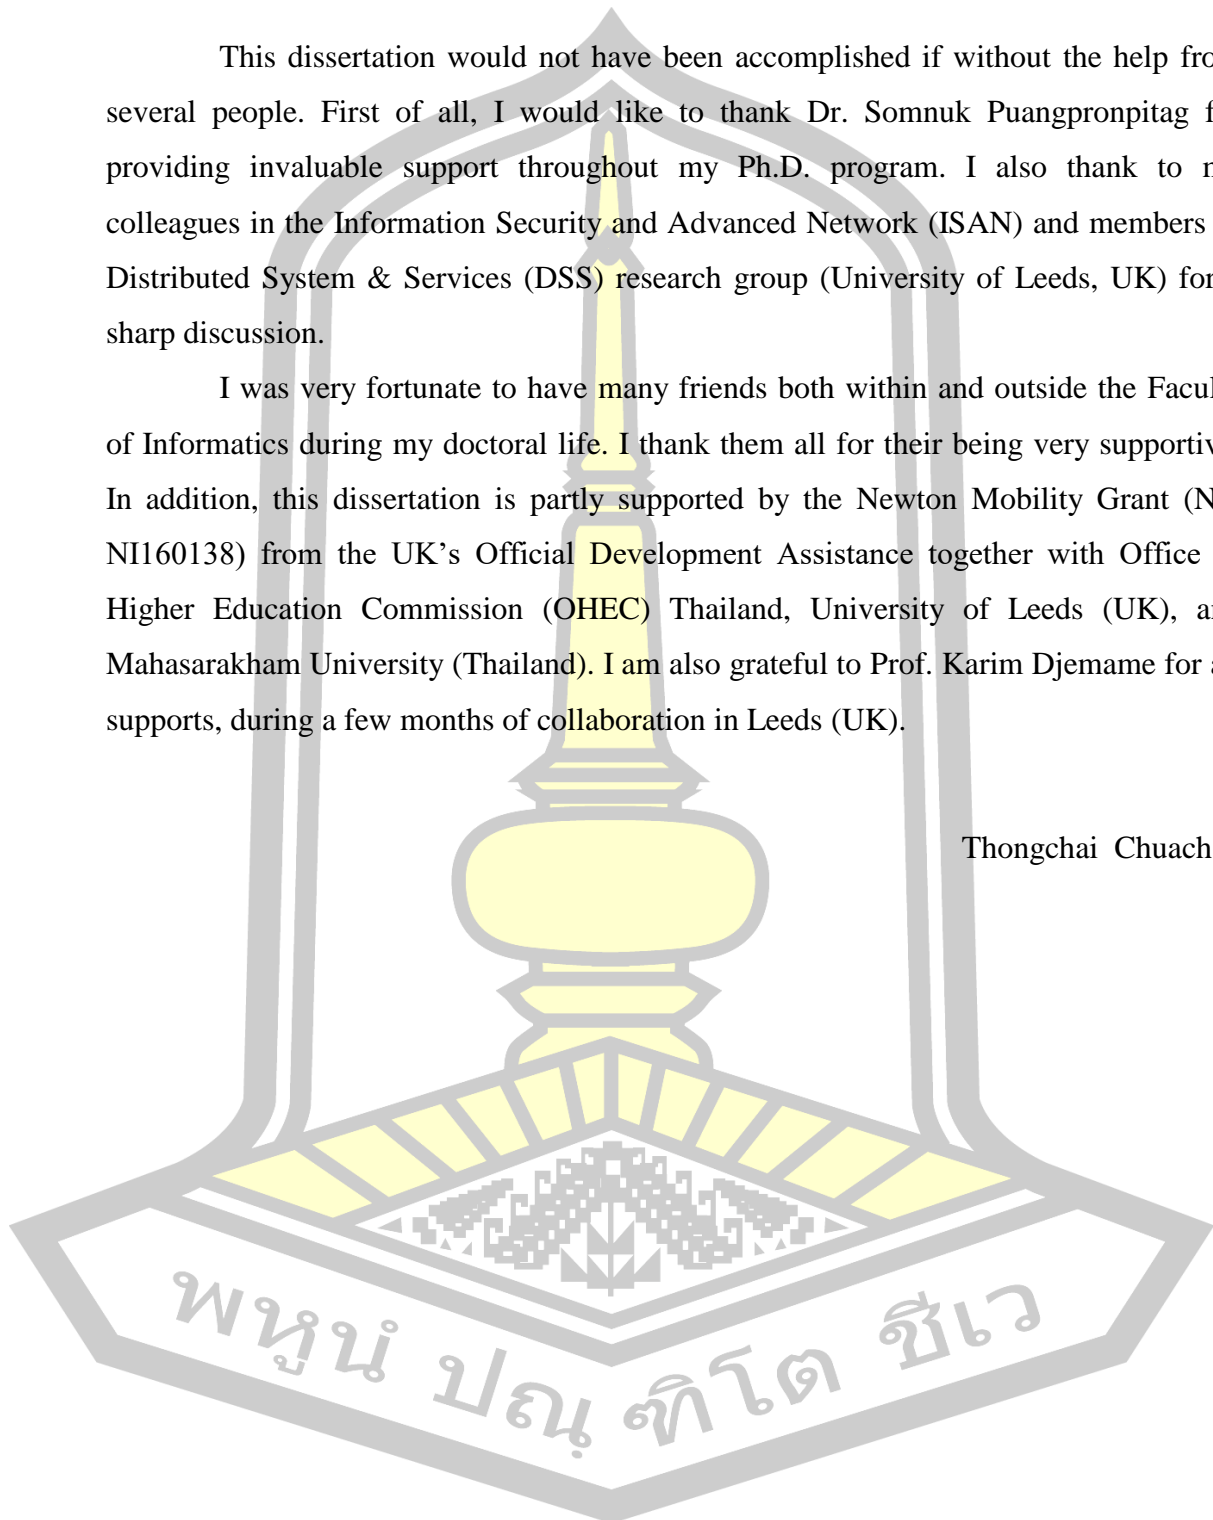 This dissertation would not have been accomplished if without the help fro
several people. First of all, I would like to thank Dr. Somnuk Puangpronpitag f
providing invaluable support throughout my Ph.D. program. I also thank to
colleagues in the Information Security and Advanced Network (ISAN) and members
Distributed System & Services (DSS) research group (University of Leeds, UK) for
sharp discussion.
I was very fortunate to have many friends both within and outside the Facul
of Informatics during my doctoral life. I thank them all for their being very supportiv
In addition, this dissertation is partly supported by the Newton Mobility Grant (N
NI160138) from the UK’s Official Development Assistance together with Office
Higher Education Commission (OHEC) Thailand, University of Leeds (UK), a
Mahasarakham University (Thailand). I am also grateful to Prof. Karim Djemame for a
supports, during a few months of collaboration in Leeds (UK).
Thongchai Chuach
พหูนํ ปณฺฑิโต ชีเว